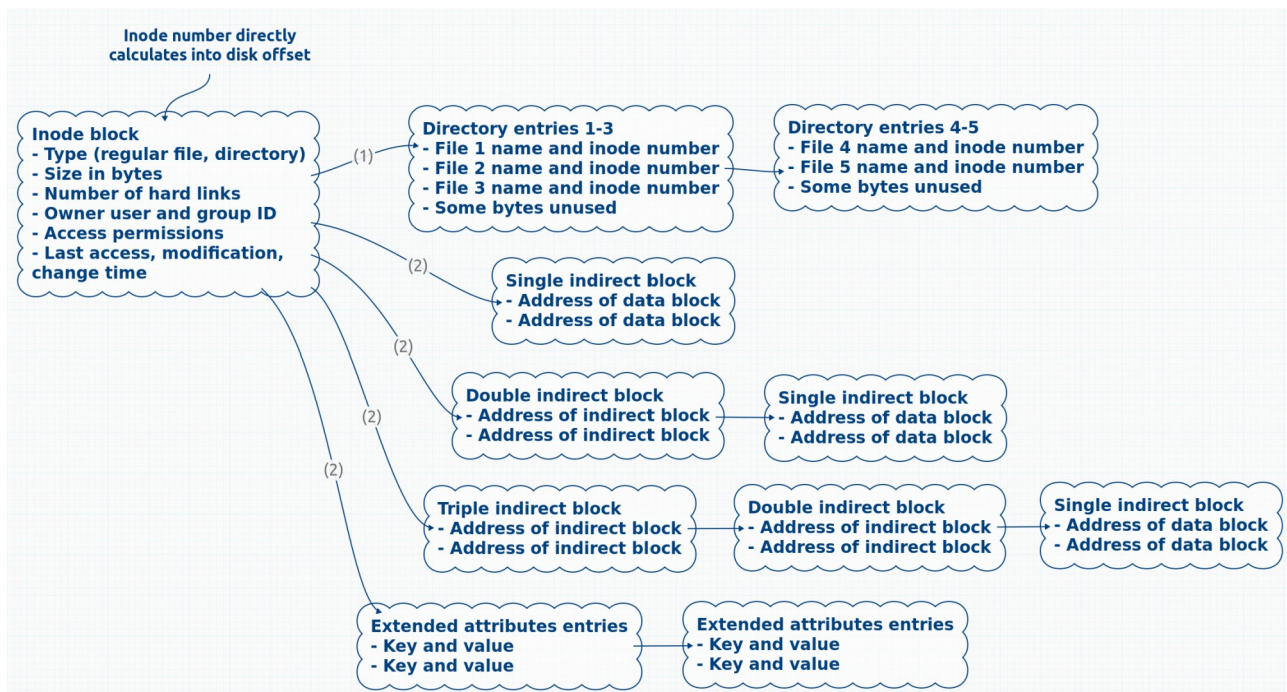 Inode number directly
calculates into disk offset
Inode block
- Type (regular file, directory)
- Size in bytes
- Number of hard links
- Owner user and group ID
- Access permissions
- Last access, modification,
change time
(1)
Directory entries 1-3
- File 1 name and inode number
- File 2 name and inode number
- File 3 name and inode number
- Some bytes unused
Directory entries 4-5
- File 4 name and inode number
- File 5 name and inode number
- Some bytes unused
(2)
Single indirect block
- Address of data block
- Address of data block
(2)
Double indirect block
- Address of indirect block
- Address of indirect block
Single indirect block
- Address of data block
- Address of data block
(2)
Triple indirect block
- Address of indirect block
- Address of indirect block
Double indirect block
- Address of indirect block
- Address of indirect block
Single indirect block
- Address of data block
- Address of data block
(2)
Extended attributes entries
- Key and value
- Key and value
Extended attributes entries
- Key and value
- Key and value